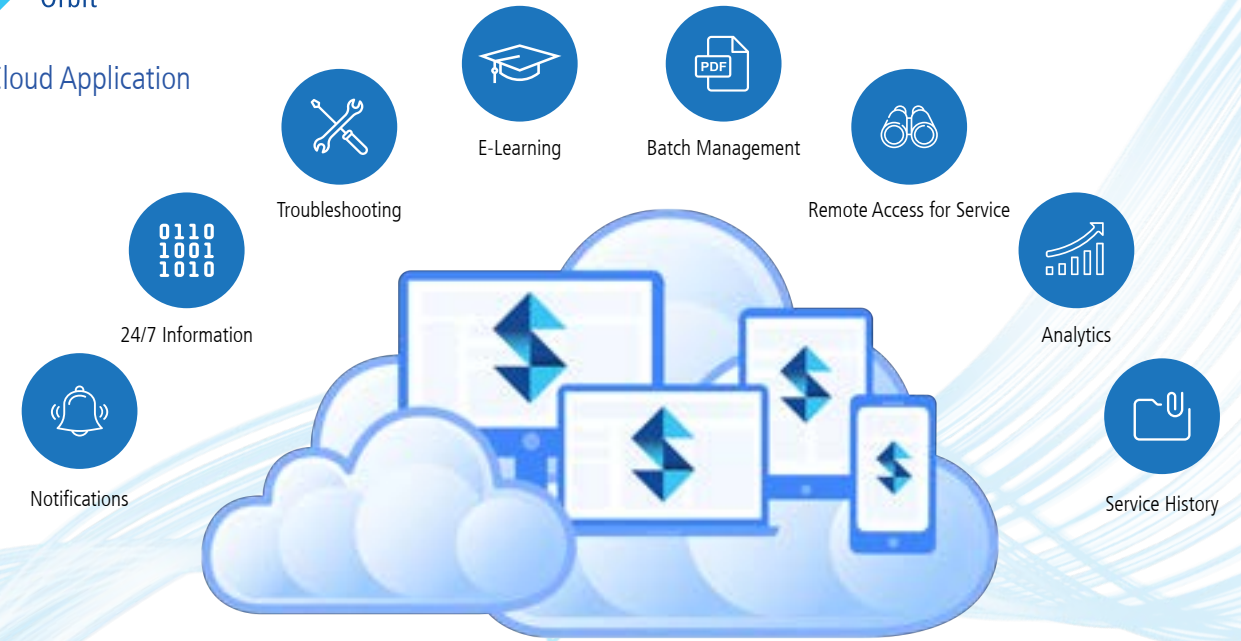 Orbit
Cloud Application
E-Learning
PDF
Batch Management
Troubleshooting
Remote Access for Service
0110
1001
1010
24/7 Information
Analytics
Notifications
Service History